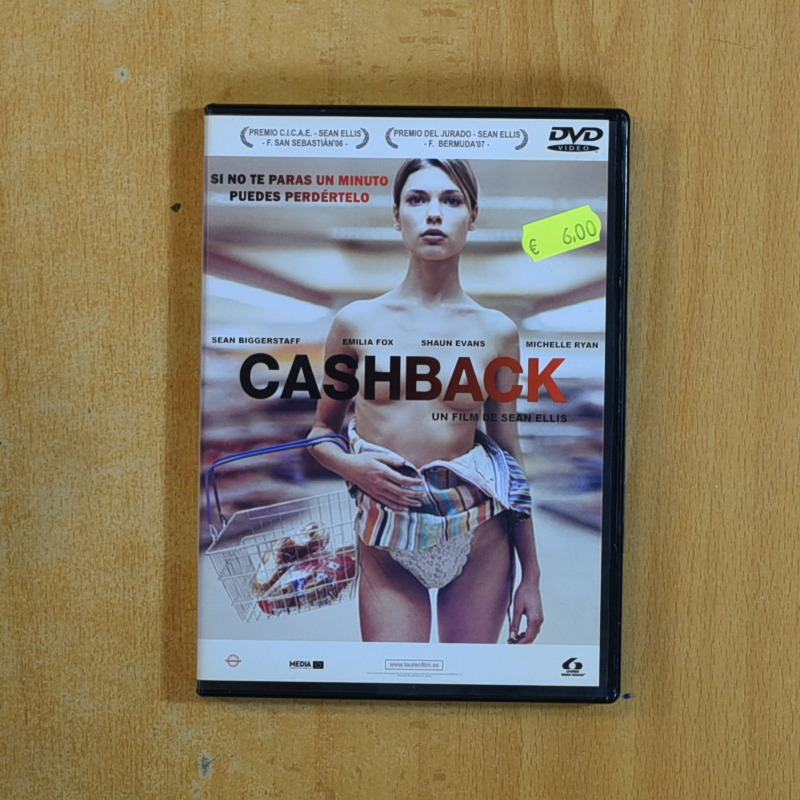 PREMIO C.I.C.A.E. - SEAN ELLIS
- F. SAN SEBASTIÁN'06 -
PREMIO DEL JURADO - SEAN ELLIS
- F. BERMUDA'07 -
DVD
VIDEO
SI NO TE PARAS UN MINUTO
PUEDES PERDÉRTELO
€ 6,00
SEAN BIGGERSTAFF EMILIA FOX SHAUN EVANS MICHELLE RYAN
CASHBACK
UN FILM DE SEAN ELLIS
MEDIA
www.laurenfilm.es